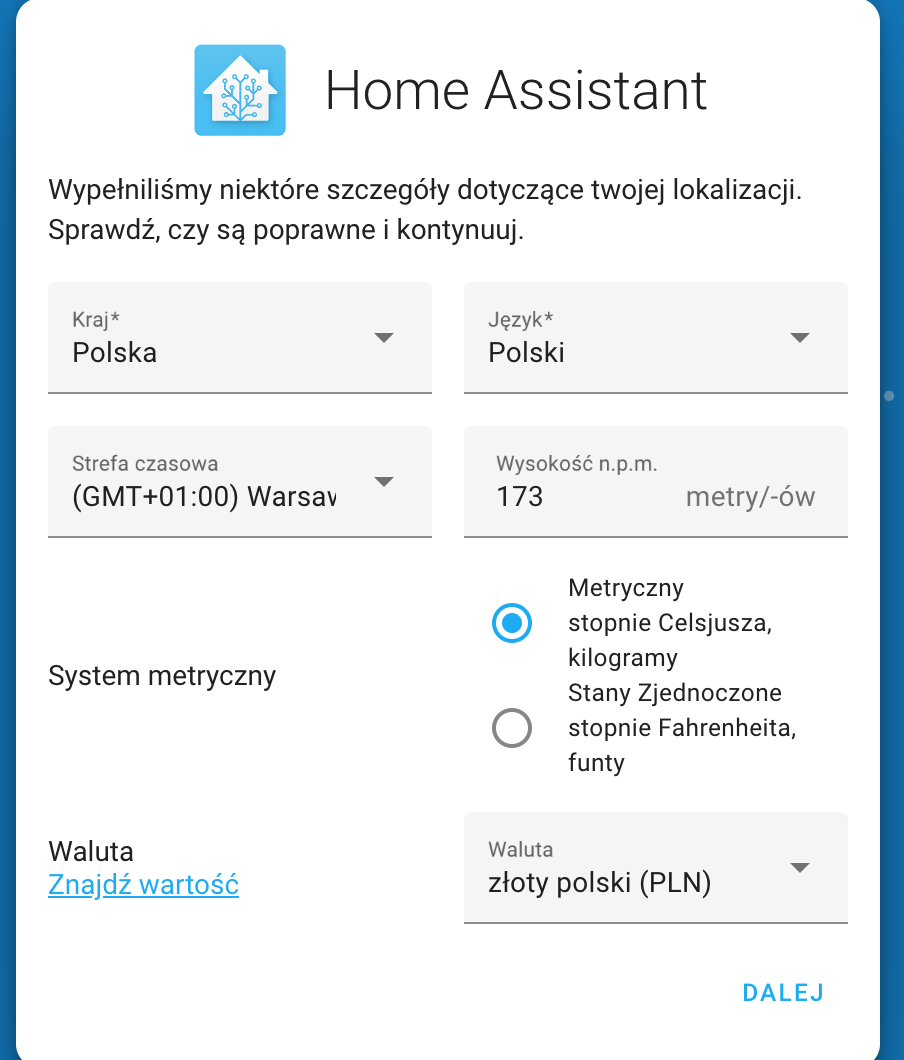 Home Assistant
Wypełniliśmy niektóre szczegóły dotyczące twojej lokalizacji.
Sprawdź, czy są poprawne i kontynuuj.
Kraj*
Polska
Język*
Polski
Strefa czasowa
(GMT+01:00) Warsaw
Wysokość n.p.m.
173 metry/-ów
System metryczny
Metryczny
stopnie Celsjusza,
kilogramy
Stany Zjednoczone
stopnie Fahrenheita,
funty
Waluta
Znajdź wartość
Waluta
złoty polski (PLN)
DALEJ